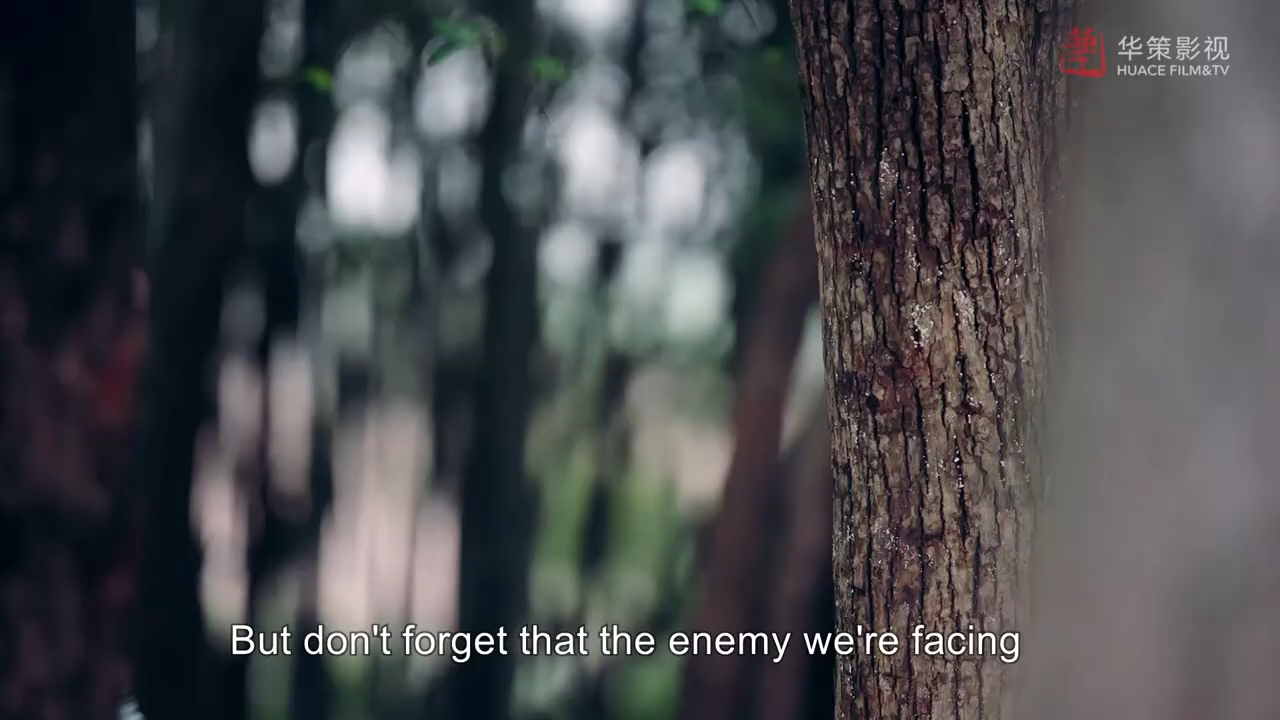 华策影视
HUACE FILM&TV
But don't forget that the enemy we're facing